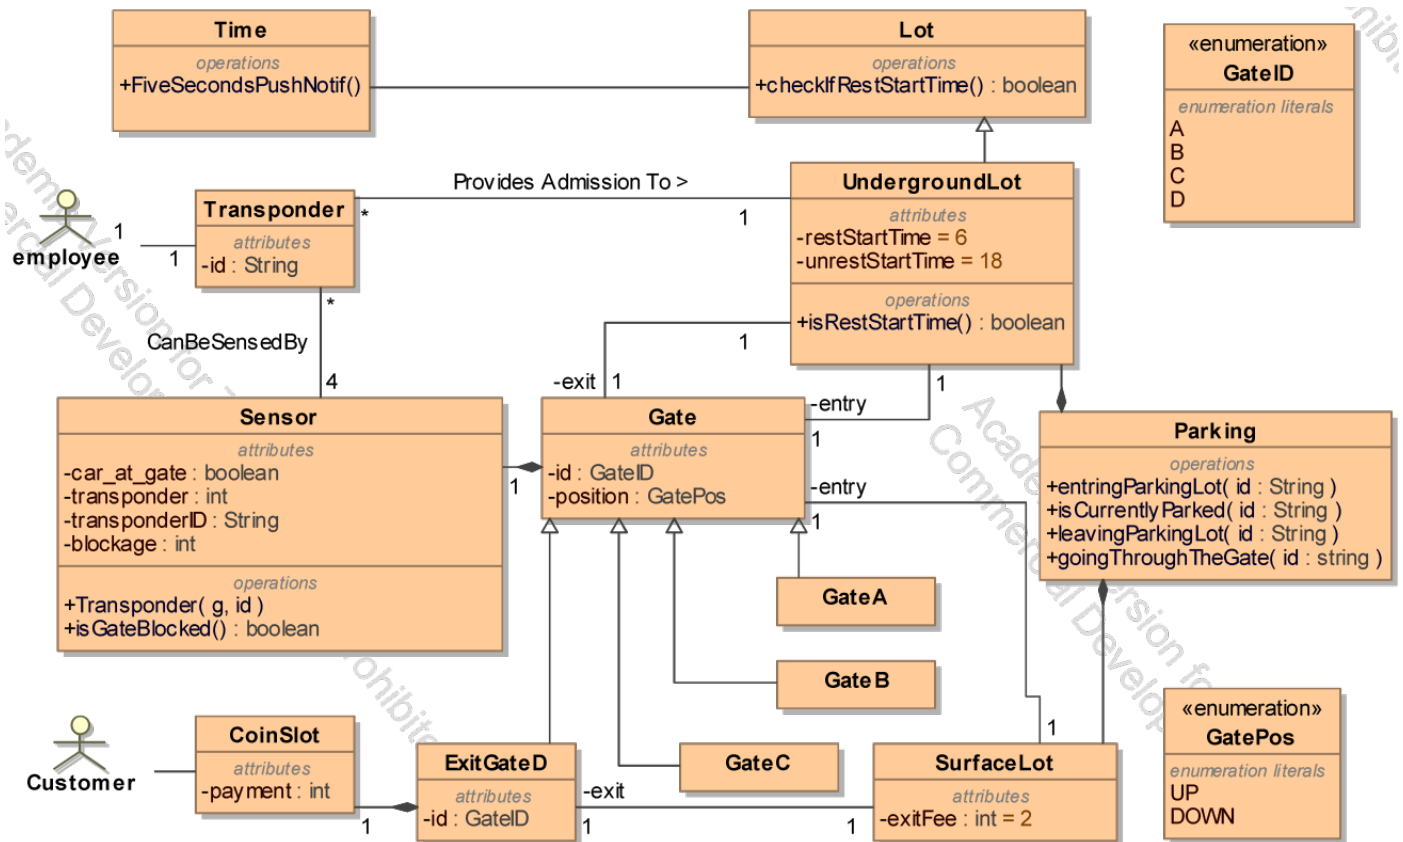 Time
operations
+FiveSecondsPushNotif()
Lot
operations
+checkIfRestStartTime() : boolean
«enumeration»
GateID
enumeration literals
A
B
C
D
employee
1
1
Transponder
attributes
-id : String
*
Provides Admission To >
1
UndergroundLot
attributes
-restStartTime = 6
-unrestStartTime = 18
operations
+isRestStartTime() : boolean
*
CanBeSensedBy
4
1
-exit
1
1
-entry
1
Sensor
attributes
-car_at_gate : boolean
-transponder : int
-transponderID : String
-blockage : int
operations
+Transponder( g, id )
+isGateBlocked() : boolean
1
Gate
attributes
-id : GateID
-position : GatePos
-entry
1
Parking
operations
+entringParkingLot( id : String )
+isCurrentlyParked( id : String )
+leavingParkingLot( id : String )
+goingThroughTheGate( id : string )
GateA
GateB
GateC
Customer
CoinSlot
attributes
-payment : int
1
ExitGateD
attributes
-id : GateID
-exit
1
1
1
SurfaceLot
attributes
-exitFee : int = 2
«enumeration»
GatePos
enumeration literals
UP
DOWN